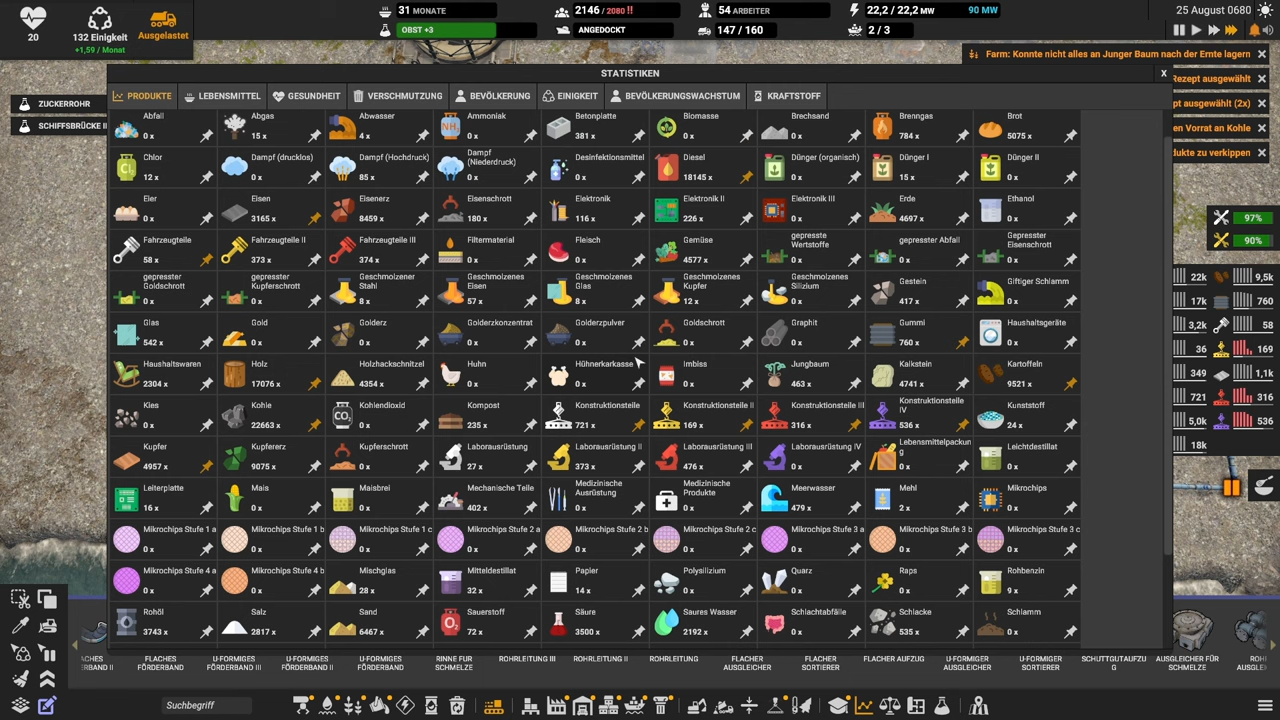 20
132 Einigkeit
+1,59 / Monat
Ausgelastet
31 MONATE
OBST +3
2146 / 2080 !!
ANGEDOCKT
54 ARBEITER
147 / 160
22,2 / 22,2 MW
90 MW
2 / 3
25 August 0680
Farm: Konnte nicht alles an Junger Baum nach der Ernte lagern
Rezept ausgewählt
pt ausgewählt (2x)
en Vorrat an Kohle
dukte zu verkippen
ZUCKERROHR
SCHIFFSBRÜCKE II
STATISTIKEN
X
PRODUKTE
LEBENSMITTEL
GESUNDHEIT
VERSCHMUTZUNG
BEVÖLKERUNG
EINIGKEIT
BEVÖLKERUNGSWACHSTUM
KRAFTSTOFF
Abfall
0 x
Abgas
15 x
Abwasser
4 x
Ammoniak
0 x
Betonplatte
381 x
Biomasse
0 x
Brechsand
0 x
Brenngas
784 x
Brot
5075 x
Chlor
12 x
Dampf (drucklos)
0 x
Dampf (Hochdruck)
85 x
Dampf
(Niederdruck)
0 x
Desinfektionsmittel
0 x
Diesel
18145 x
Dünger (organisch)
0 x
Dünger I
15 x
Dünger II
0 x
Eier
0 x
Eisen
3165 x
Eisenerz
8459 x
Eisenschrott
180 x
Elektronik
116 x
Elektronik II
226 x
Elektronik III
0 x
Erde
4697 x
Ethanol
0 x
Fahrzeugteile
58 x
Fahrzeugteile II
373 x
Fahrzeugteile III
374 x
Filtermaterial
0 x
Fleisch
0 x
Gemüse
4577 x
gepresste
Wertstoffe
0 x
gepresster Abfall
0 x
Gepresster
Eisenschrott
0 x
gepresster
Goldschrott
0 x
gepresster
Kupferschrott
0 x
Geschmolzener
Stahl
8 x
Geschmolzenes
Eisen
57 x
Geschmolzenes
Glas
8 x
Geschmolzenes
Kupfer
12 x
Geschmolzenes
Silizium
0 x
Gestein
417 x
Giftiger Schlamm
0 x
Glas
542 x
Gold
0 x
Golderz
0 x
Golderzkonzentrat
0 x
Golderzpulver
0 x
Goldschrott
0 x
Graphit
0 x
Gummi
760 x
Haushaltsgeräte
0 x
Haushaltswaren
2304 x
Holz
17076 x
Holzhackschnitzel
4354 x
Huhn
0 x
Hühnerkarkasse
0 x
Imbiss
0 x
Jungbaum
463 x
Kalkstein
4741 x
Kartoffeln
9521 x
Kies
0 x
Kohle
22663 x
Kohlendloxid
0 x
Kompost
235 x
Konstruktionsteile
721 x
Konstruktionsteile II
169 x
Konstruktionsteile III
316 x
Konstruktionsteile
IV
536 x
Kunststoff
24 x
Kupfer
4957 x
Kupfererz
9075 x
Kupferschrott
0 x
Laborausrüstung
27 x
Laborausrüstung II
373 x
Laborausrüstung III
476 x
Laborausrüstung IV
0 x
Lebensmittelpackun
g
0 x
Leichtdestillat
0 x
Leiterplatte
16 x
Mais
0 x
Maisbrei
0 x
Mechanische Teile
402 x
Medizinische
Ausrüstung
0 x
Medizinische
Produkte
0 x
Meerwasser
479 x
Mehl
2 x
Mikrochips
0 x
Mikrochips Stufe 1 a
0 x
Mikrochips Stufe 1 b
0 x
Mikrochips Stufe 1 c
0 x
Mikrochips Stufe 2 a
0 x
Mikrochips Stufe 2 b
0 x
Mikrochips Stufe 2 c
0 x
Mikrochips Stufe 3 a
0 x
Mikrochips Stufe 3 b
0 x
Mikrochips Stufe 3 c
0 x
Mikrochips Stufe 4 a
0 x
Mikrochips Stufe 4 b
0 x
Mischglas
28 x
Mitteldestillat
32 x
Papier
14 x
Polysilizium
0 x
Quarz
0 x
Raps
0 x
Rohbenzin
9 x
Rohöl
3743 x
Salz
2817 x
Sand
6467 x
Sauerstoff
72 x
Säure
3500 x
Saures Wasser
2192 x
Schlachtabfälle
0 x
Schlacke
535 x
Schlamm
0 x
97%
90%
22k
9,5k
17k
760
3,2k
58
36
169
349
1,1k
721
316
5,0k
536
18k
LACHES
FÖRDERBAND II
FLACHES
FÖRDERBAND
U-FORMIGES
FÖRDERBAND III
U-FORMIGES
FÖRDERBAND II
U-FORMIGES
FÖRDERBAND
RINNE FÜR
SCHMELZE
ROHRLEITUNG III
ROHRLEITUNG II
ROHRLEITUNG
FLACHER
AUSGLEICHER
FLACHER
SORTIERER
FLACHER AUFZUG
U-FORMIGER
AUSGLEICHER
U-FORMIGER
SORTIERER
SCHÜTTGUTAUFZU
G
AUSGLEICHER FÜR
SCHMELZE
ROH
AUSGLEI
Suchbegriff